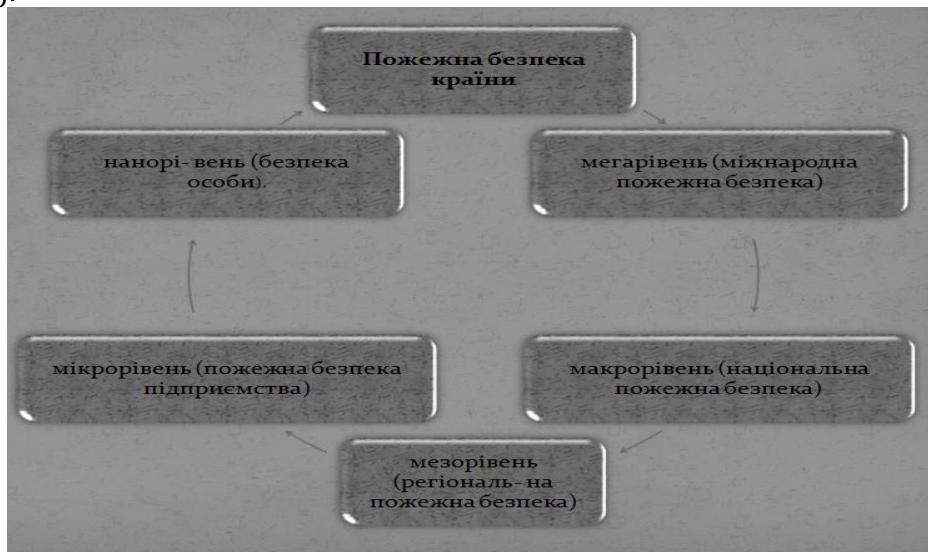 Пожежна безпека
країни
мегарівень (міжнародна
пожежна безпека)
макрорівень (національна
пожежна безпека)
мезорівень
(регіональ- на
пожежна безпека)
мікрорівень (пожежна безпека
підприємства)
нанорі- вень (безпека
особи).